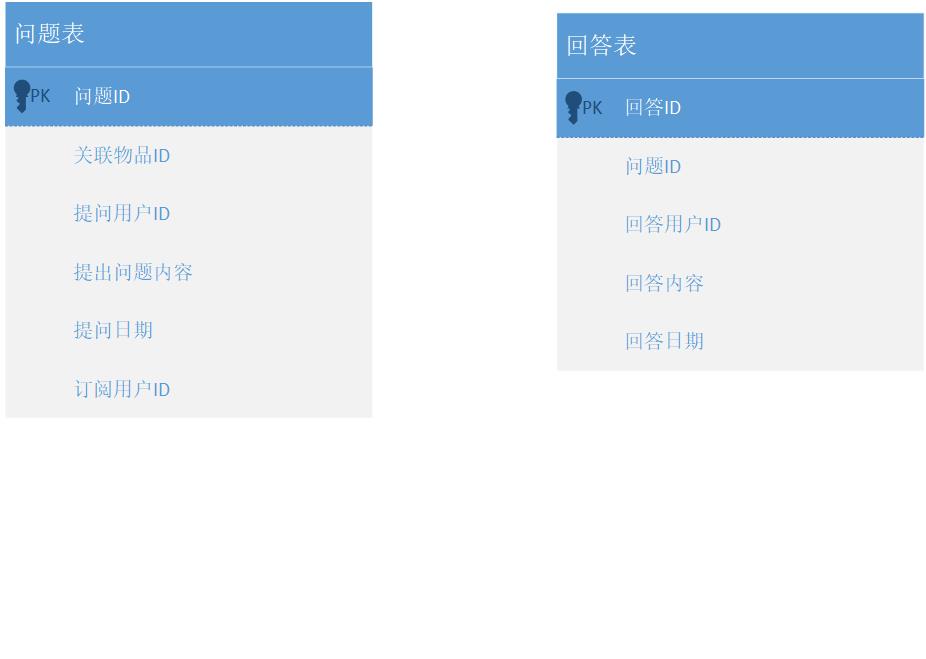 问题表
PK 问题ID
关联物品ID
提问用户ID
提出问题内容
提问日期
订阅用户ID
回答表
PK 回答ID
问题ID
回答用户ID
回答内容
回答日期